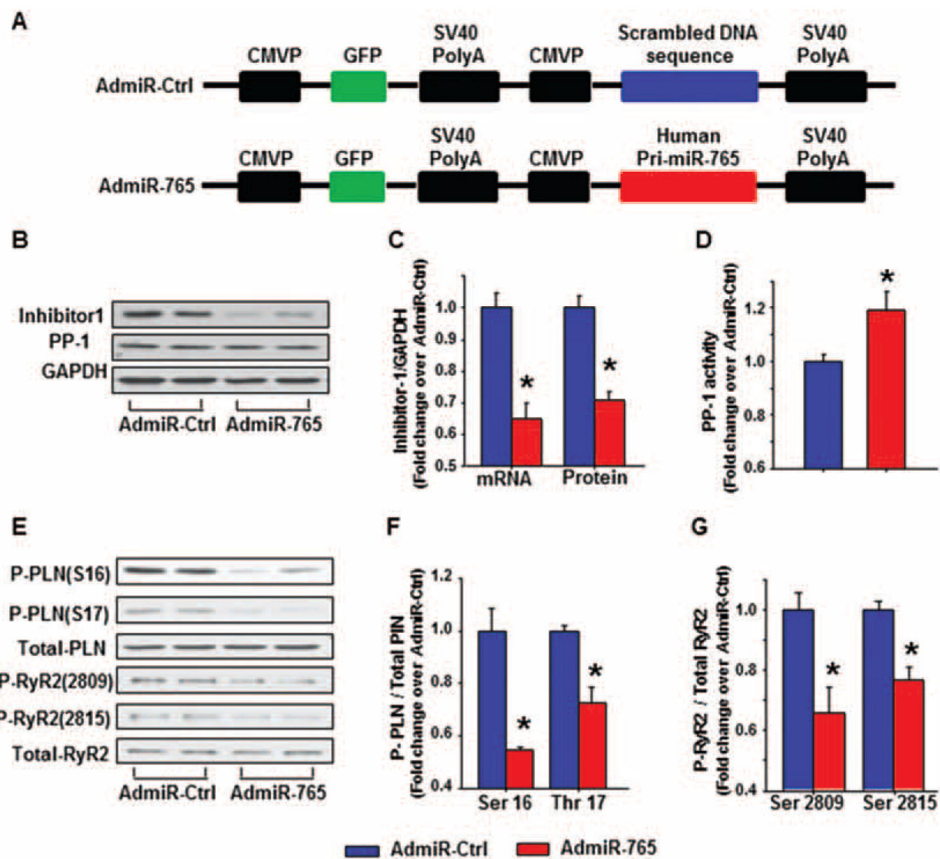 A
CMVP GFP SV40 PolyA CMVP Scrambled DNA sequence SV40 PolyA
AdmiR-Ctrl
CMVP GFP SV40 PolyA CMVP Human Pri-miR-765 SV40 PolyA
AdmiR-765
B
Inhibitor1
PP-1
GAPDH
AdmiR-Ctrl AdmiR-765
C
Inhibitor-1/GAPDH
(Fold change over AdmiR-Ctrl)
1.0
0.9
0.8
0.7
0.6
0.5
* *
mRNA Protein
D
PP-1 activity
(Fold change over AdmiR-Ctrl)
1.2
1.0
0.8
0.6
*
E
P-PLN(S16)
P-PLN(S17)
Total-PLN
P-RyR2(2809)
P-RyR2(2815)
Total-RyR2
AdmiR-Ctrl AdmiR-765
F
P- PLN / Total PlN
(Fold change over AdmiR-Ctrl)
1.2
1.0
0.8
0.6
0.4
* *
Ser 16 Thr 17
G
P-RyR2 / Total RyR2
(Fold change over AdmiR-Ctrl)
1.0
0.8
0.6
0.4
* *
Ser 2809 Ser 2815
AdmiR-Ctrl AdmiR-765